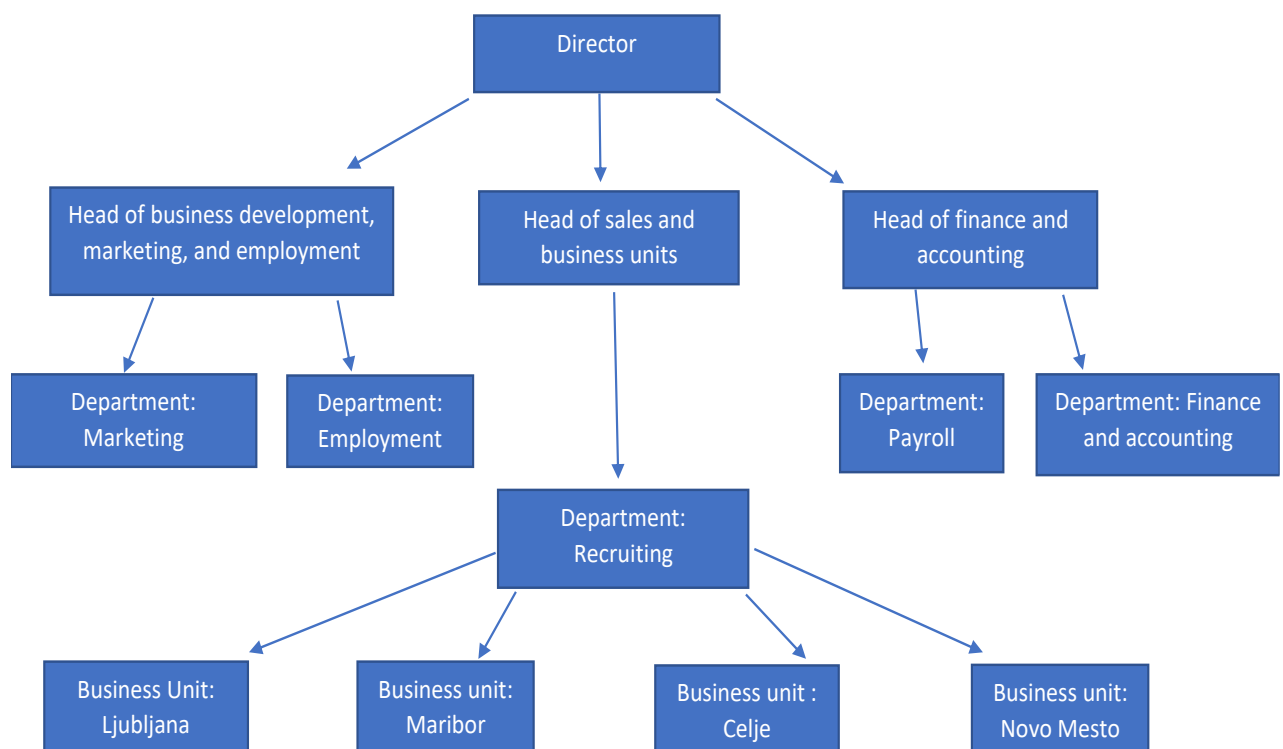 Director
Head of business development,
marketing, and employment
Head of sales and
business units
Head of finance and
accounting
Department:
Marketing
Department:
Employment
Department:
Payroll
Department: Finance
and accounting
Department:
Recruiting
Business Unit:
Ljubljana
Business unit:
Maribor
Business unit :
Celje
Business unit:
Novo Mesto